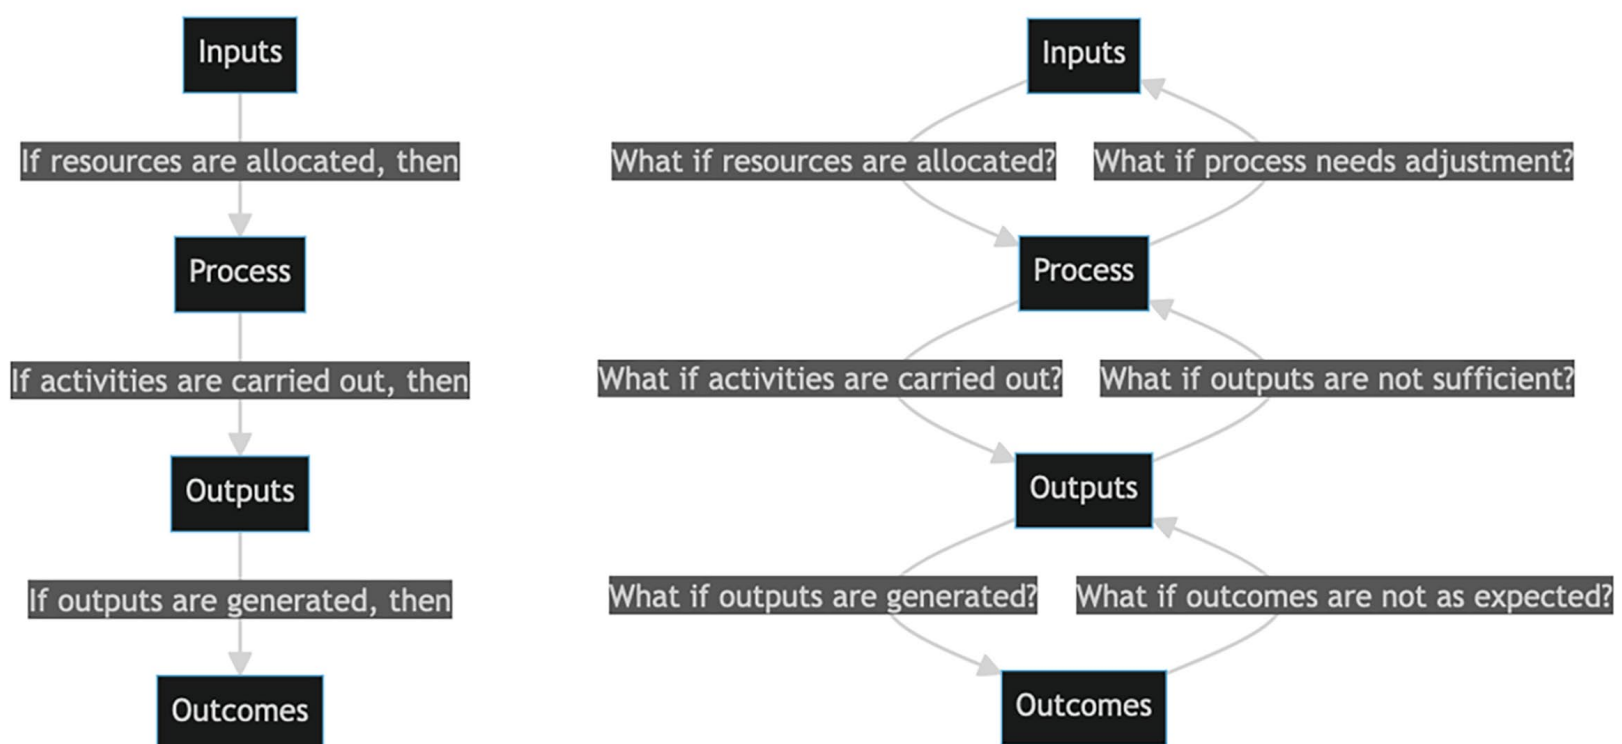 Inputs
If resources are allocated, then
Process
If activities are carried out, then
Outputs
If outputs are generated, then
Outcomes
Inputs
What if resources are allocated?
What if process needs adjustment?
Process
What if activities are carried out?
What if outputs are not sufficient?
Outputs
What if outputs are generated?
What if outcomes are not as expected?
Outcomes